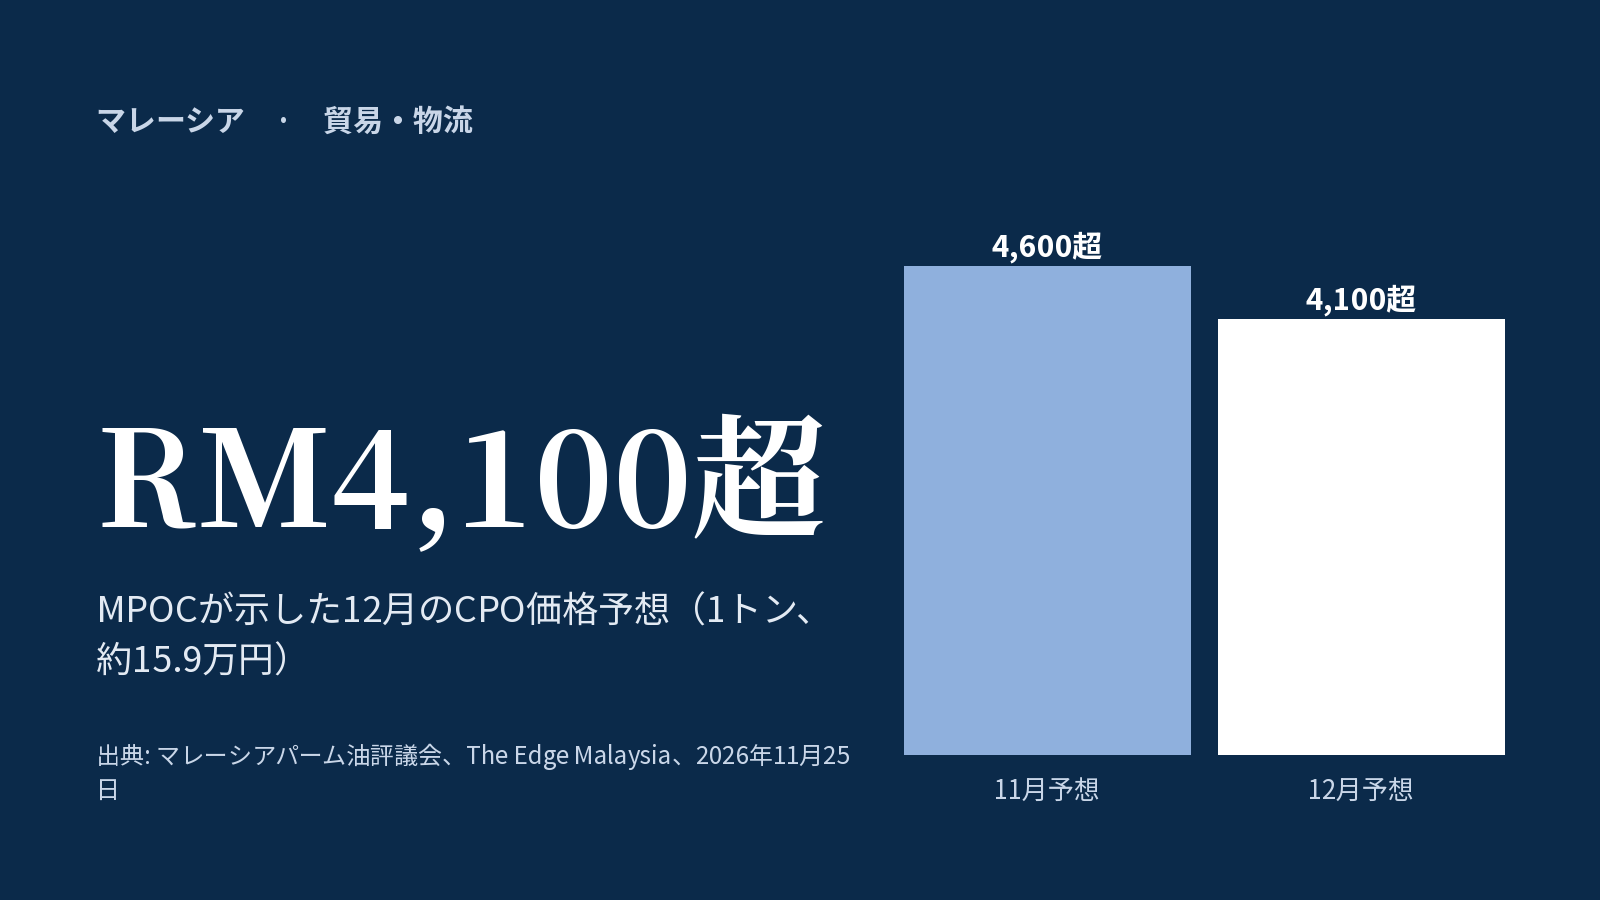 マレーシア ・ 貿易・物流
4,600超
4,100超
RM4,100超
MPOCが示した12月のCPO価格予想（1トン、
約15.9万円）
出典: マレーシアパーム油評議会、The Edge Malaysia、2026年11月25
日
11月予想
12月予想